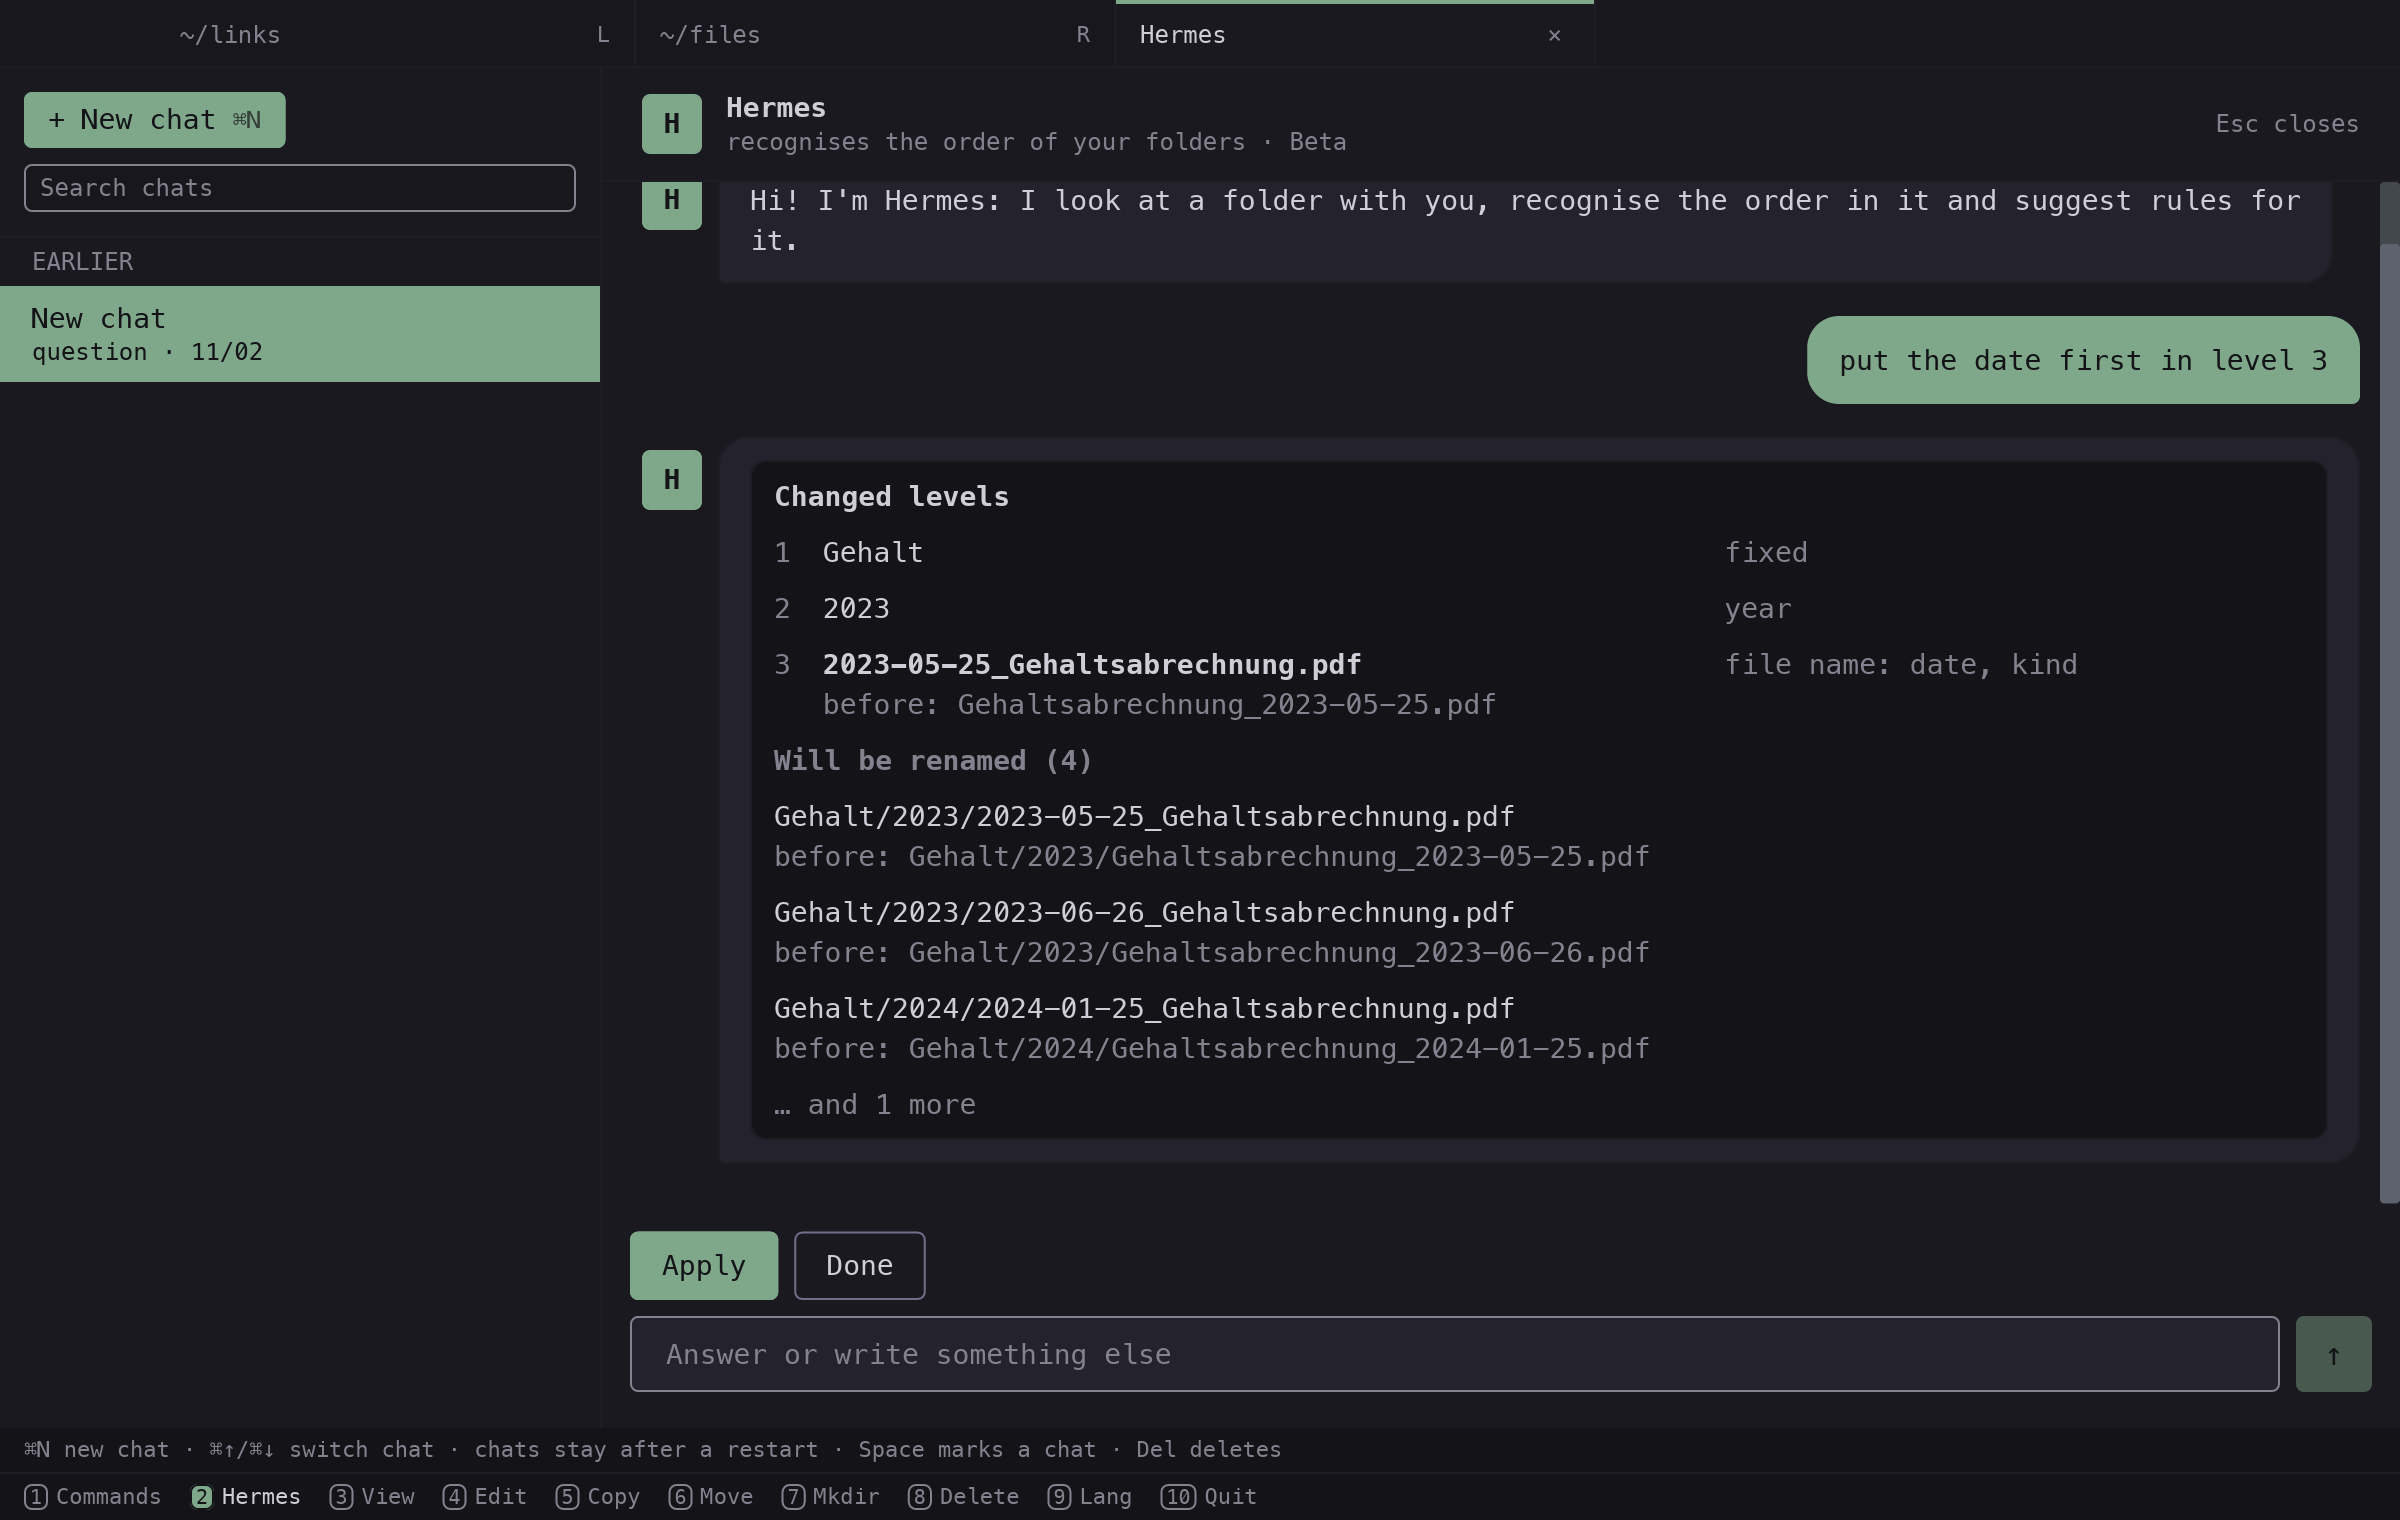 ~/links L ~/files R Hermes ×
+ New chat ⌘N
Search chats
EARLIER
New chat
question · 11/02
H Hermes
recognises the order of your folders · Beta
Esc closes
H Hi! I'm Hermes: I look at a folder with you, recognise the order in it and suggest rules for
it.
put the date first in level 3
H
Changed levels
1 Gehalt fixed
2 2023 year
3 2023-05-25_Gehaltsabrechnung.pdf file name: date, kind
before: Gehaltsabrechnung_2023-05-25.pdf
Will be renamed (4)
Gehalt/2023/2023-05-25_Gehaltsabrechnung.pdf
before: Gehalt/2023/Gehaltsabrechnung_2023-05-25.pdf
Gehalt/2023/2023-06-26_Gehaltsabrechnung.pdf
before: Gehalt/2023/Gehaltsabrechnung_2023-06-26.pdf
Gehalt/2024/2024-01-25_Gehaltsabrechnung.pdf
before: Gehalt/2024/Gehaltsabrechnung_2024-01-25.pdf
… and 1 more
Apply Done
Answer or write something else ↑
⌘N new chat · ⌘↑/⌘↓ switch chat · chats stay after a restart · Space marks a chat · Del deletes
1 Commands 2 Hermes 3 View 4 Edit 5 Copy 6 Move 7 Mkdir 8 Delete 9 Lang 10 Quit